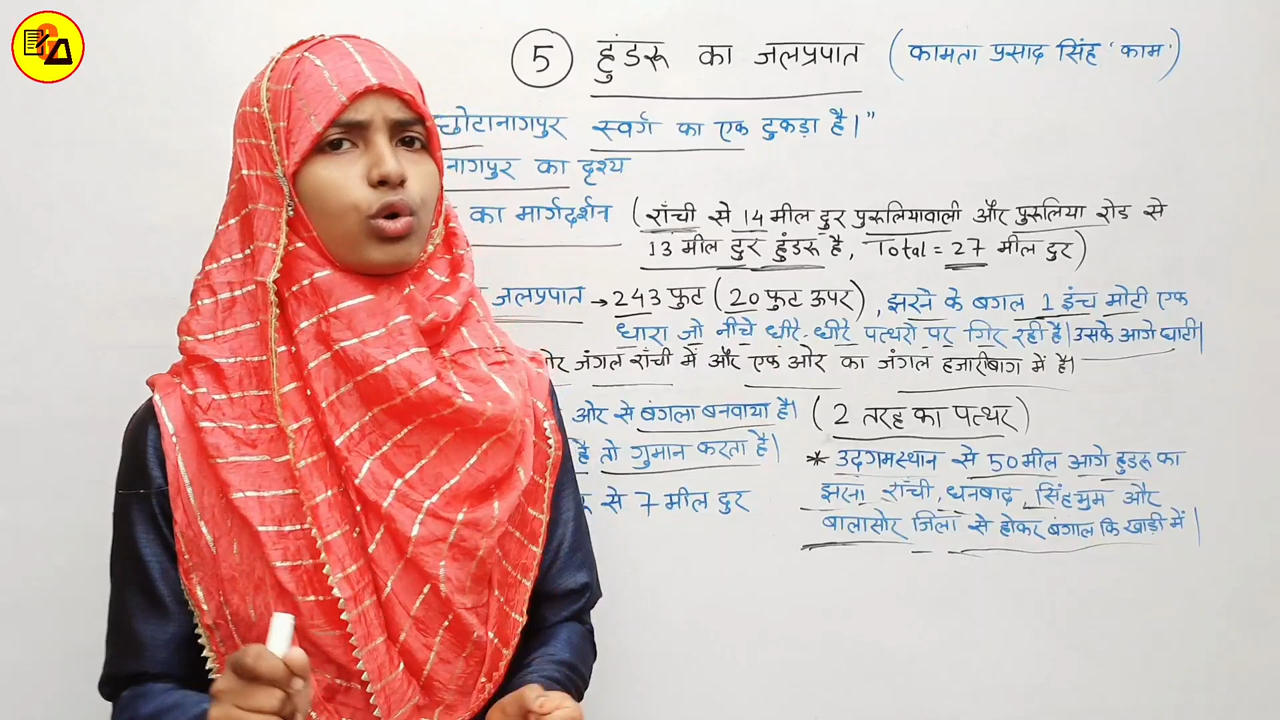 5 हुंडरू का जलप्रपात (कामता प्रसाद सिंह 'काम')
छोटानागपुर स्वर्ग का एक टुकड़ा है।"
नागपुर का दृश्य
का मार्गदर्शन (राँची से 14 मील दुर पुरूलियावाली और पुरूलिया रोड से
13 मील दुर हुंडरू है, Total = 27 मील दुर)
जलप्रपात → 243 फुट (20 फुट ऊपर), झरने के बगल 1 इंच मोटी एक
धारा जो नीचे धीरे-धीरे पत्थरो पर गिर रही है। उसके आगे घाटी।
जंगल राँची में और एक ओर का जंगल हजारीबाग में है।
ओर से बंगला बनवाया है। (2 तरह का पत्थर)
है तो गुमान करता है।
* उदगमस्थान से 50 मील आगे हुडरू का
से 7 मील दुर
झरना राँची, धनबाद, सिंहभुम और
बालासोर जिला से होकर बंगाल कि खाड़ी में।